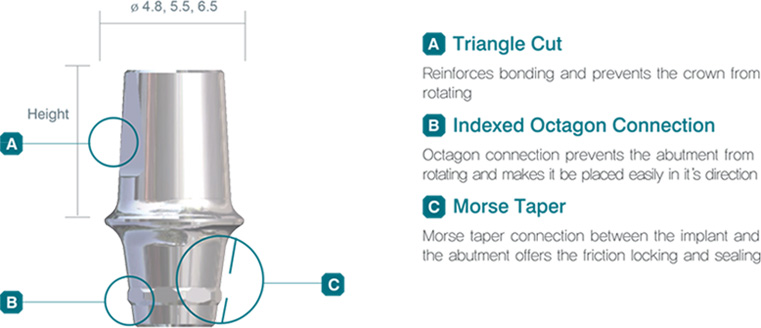 ø 4.8, 5.5, 6.5
Height
A
B
C
A Triangle Cut
Reinforces bonding and prevents the crown from
rotating
B Indexed Octagon Connection
Octagon connection prevents the abutment from
rotating and makes it be placed easily in it's direction
C Morse Taper
Morse taper connection between the implant and
the abutment offers the friction locking and sealing